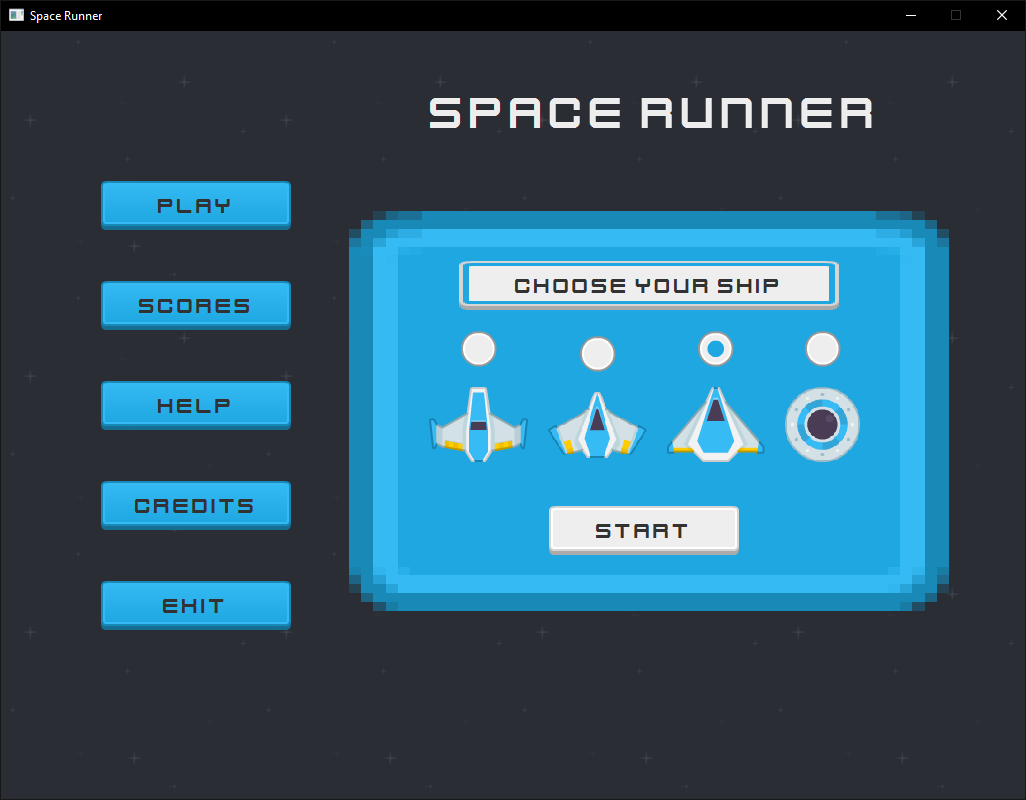 Space Runner
SPACE RUNNER
PLAY
SCORES
HELP
CREDITS
EXIT
CHOOSE YOUR SHIP
START